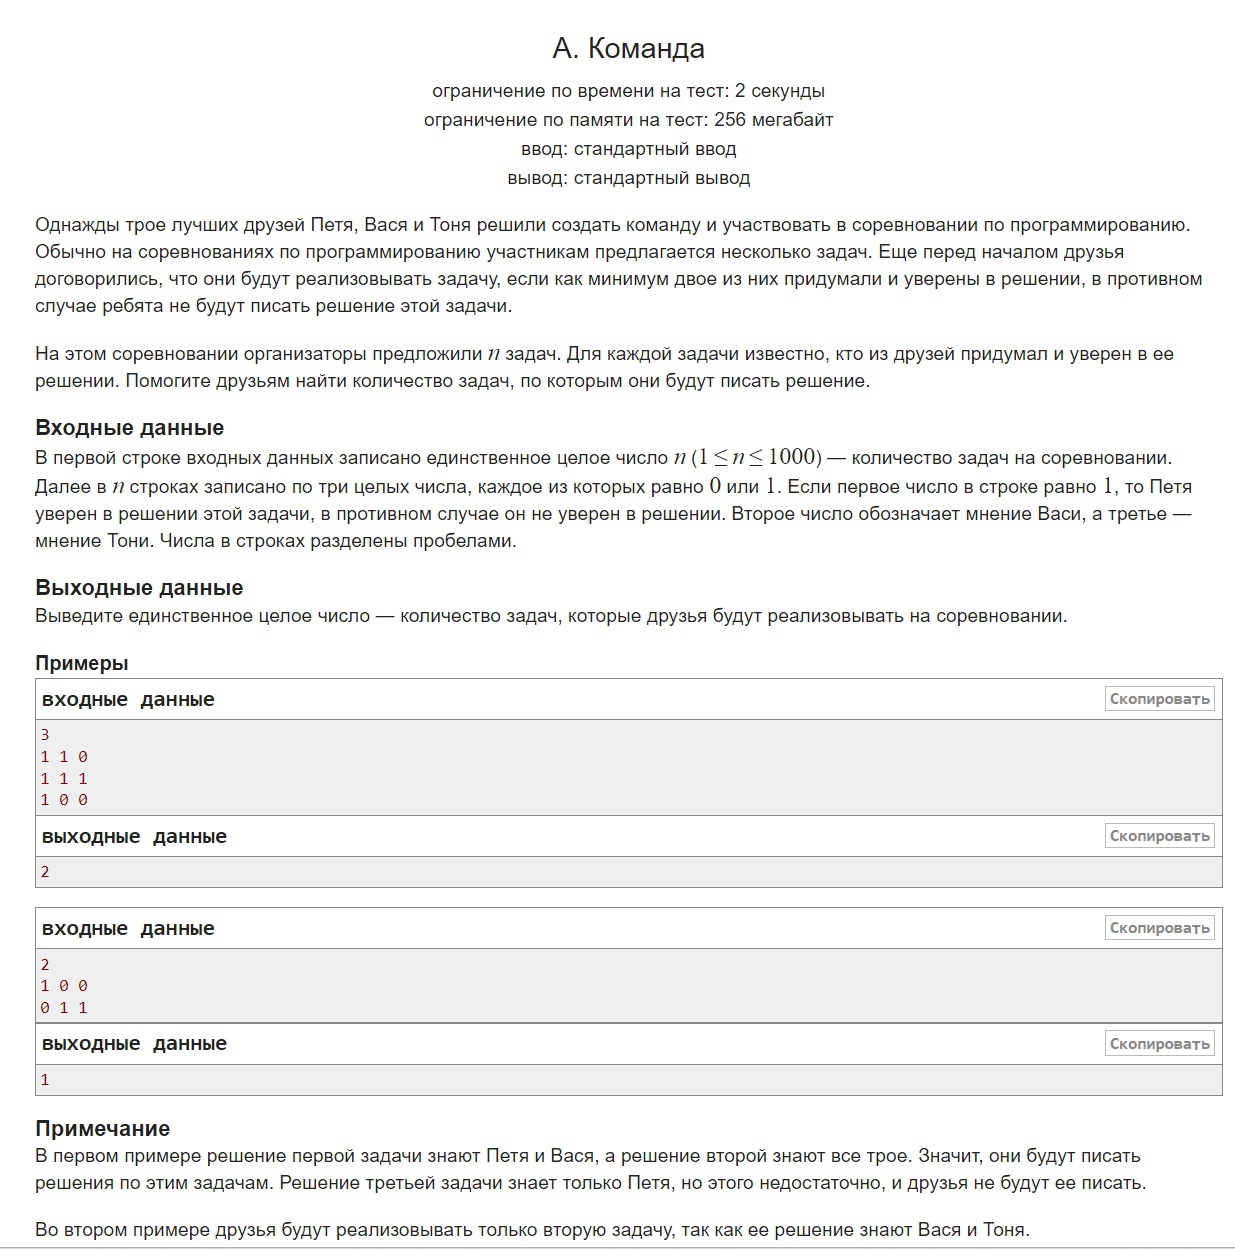 А. Команда
ограничение по времени на тест: 2 секунды
ограничение по памяти на тест: 256 мегабайт
ввод: стандартный ввод
вывод: стандартный вывод
Однажды трое лучших друзей Петя, Вася и Тоня решили создать команду и участвовать в соревновании по программированию.
Обычно на соревнованиях по программированию участникам предлагается несколько задач. Еще перед началом друзья
договорились, что они будут реализовывать задачу, если как минимум двое из них придумали и уверены в решении, в противном
случае ребята не будут писать решение этой задачи.
На этом соревновании организаторы предложили n задач. Для каждой задачи известно, кто из друзей придумал и уверен в ее
решении. Помогите друзьям найти количество задач, по которым они будут писать решение.
Входные данные
В первой строке входных данных записано единственное целое число n (1 ≤ n ≤ 1000) — количество задач на соревновании.
Далее в n строках записано по три целых числа, каждое из которых равно 0 или 1. Если первое число в строке равно 1, то Петя
уверен в решении этой задачи, в противном случае он не уверен в решении. Второе число обозначает мнение Васи, а третье —
мнение Тони. Числа в строках разделены пробелами.
Выходные данные
Выведите единственное целое число — количество задач, которые друзья будут реализовывать на соревновании.
Примеры
входные данные Скопировать
3
1 1 0
1 1 1
1 0 0
выходные данные Скопировать
2
входные данные Скопировать
2
1 0 0
0 1 1
выходные данные Скопировать
1
Примечание
В первом примере решение первой задачи знают Петя и Вася, а решение второй знают все трое. Значит, они будут писать
решения по этим задачам. Решение третьей задачи знает только Петя, но этого недостаточно, и друзья не будут ее писать.
Во втором примере друзья будут реализовывать только вторую задачу, так как ее решение знают Вася и Тоня.